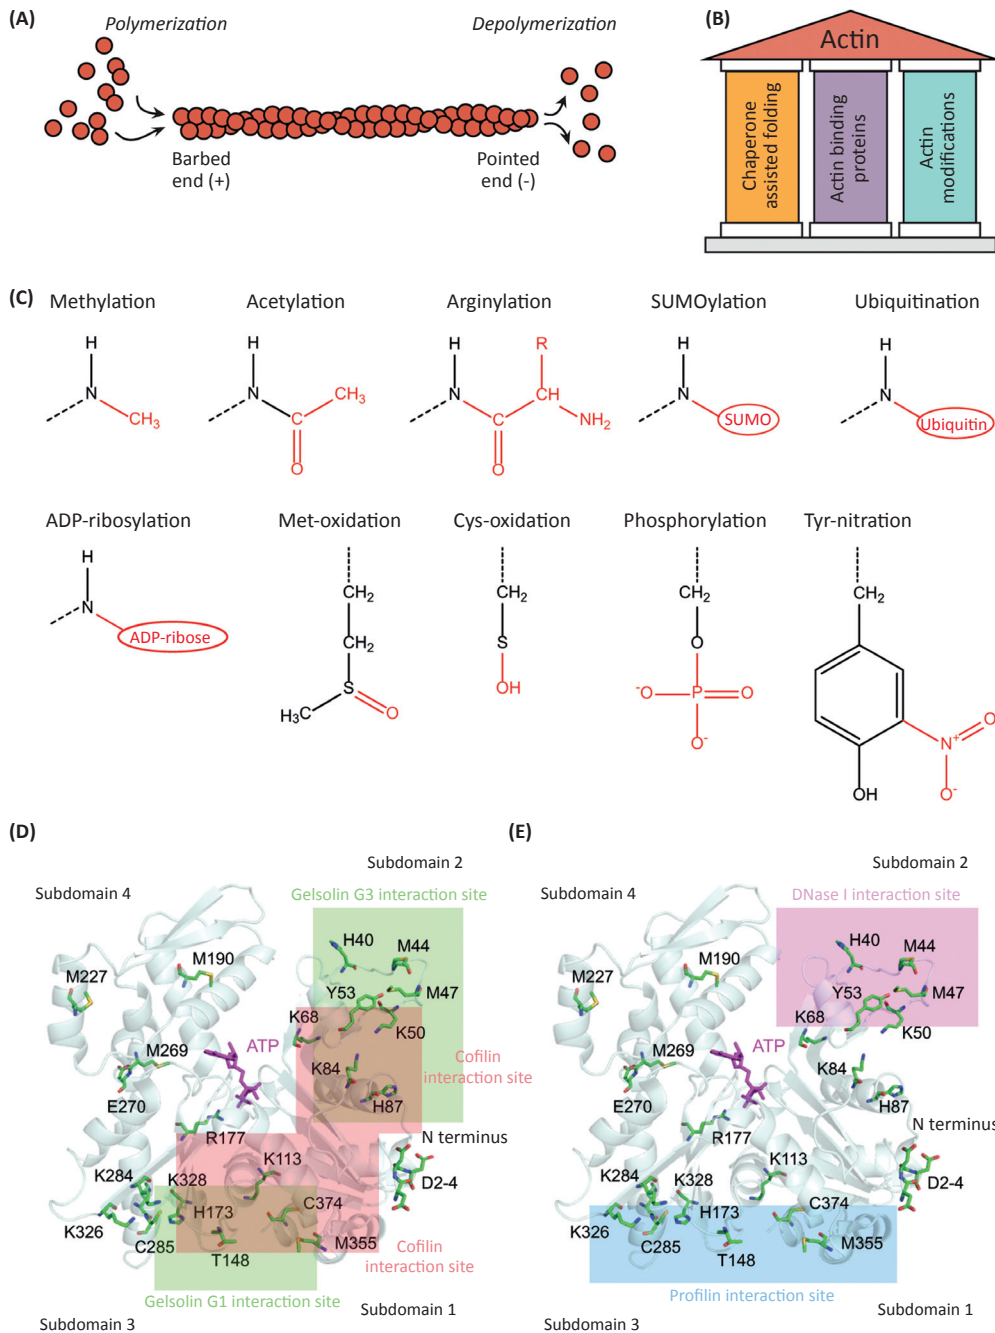 (A)
Polymerization
Depolymerization
Barbed
end (+)
Pointed
end (-)
(B)
Actin
Chaperone
assisted folding
Actin binding
proteins
Actin
modifications
(C)
Methylation
H
N
CH₃
Acetylation
H
N
C
CH₃
O
Arginylation
H
N
C
O
CH
R
NH₂
SUMOylation
H
N
SUMO
Ubiquitination
H
N
Ubiquitin
ADP-ribosylation
H
N
ADP-ribose
Met-oxidation
CH₂
CH₂
S
H₃C
O
Cys-oxidation
CH₂
S
OH
Phosphorylation
CH₂
O
⁻O
P
O
O⁻
Tyr-nitration
CH₂
OH
N⁺
O
O⁻
(D)
Subdomain 2
Subdomain 4
Gelsolin G3 interaction site
H40
M44
M190
M227
Y53
M47
K68
K50
ATP
M269
K84
Cofilin
interaction site
E270
H87
R177
N terminus
K113
K284
K328
D2-4
C374
H173
K326
C285
T148
M355
Cofilin
interaction site
Gelsolin G1 interaction site
Subdomain 1
Subdomain 3
(E)
Subdomain 2
Subdomain 4
DNase I interaction site
H40
M44
M190
M227
Y53
M47
K68
K50
ATP
M269
K84
E270
H87
R177
N terminus
K113
K284
K328
D2-4
C374
H173
K326
C285
T148
M355
Profilin interaction site
Subdomain 1
Subdomain 3